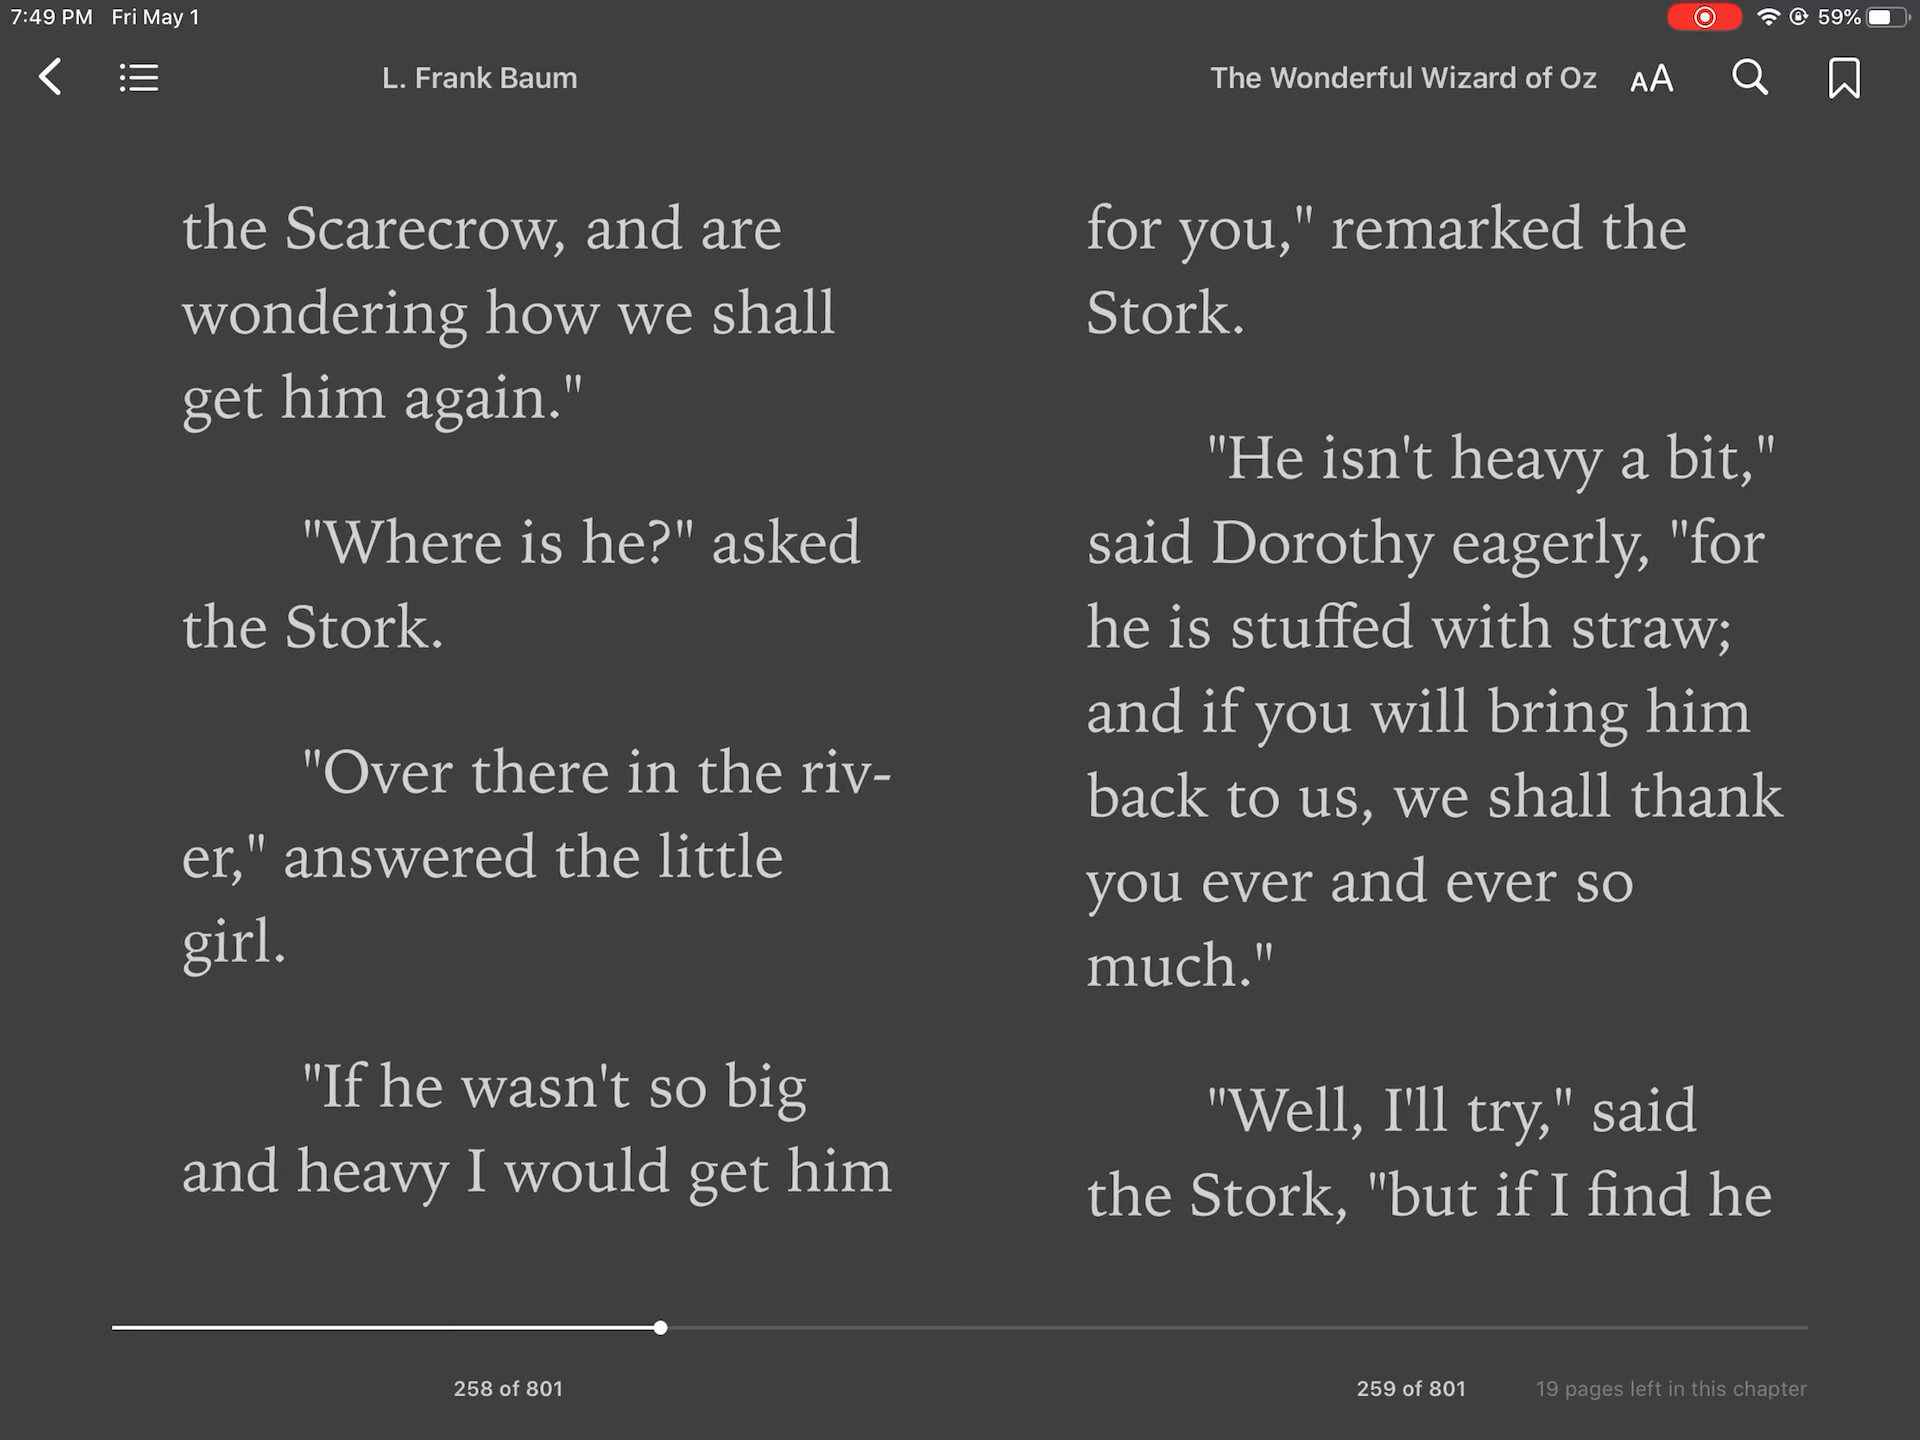 7:49 PM Fri May 1
59%
L. Frank Baum
The Wonderful Wizard of Oz
AA
the Scarecrow, and are
wondering how we shall
get him again."
"Where is he?" asked
the Stork.
"Over there in the riv-
er," answered the little
girl.
"If he wasn't so big
and heavy I would get him
for you," remarked the
Stork.
"He isn't heavy a bit,"
said Dorothy eagerly, "for
he is stuffed with straw;
and if you will bring him
back to us, we shall thank
you ever and ever so
much."
"Well, I'll try," said
the Stork, "but if I find he
258 of 801
259 of 801
19 pages left in this chapter